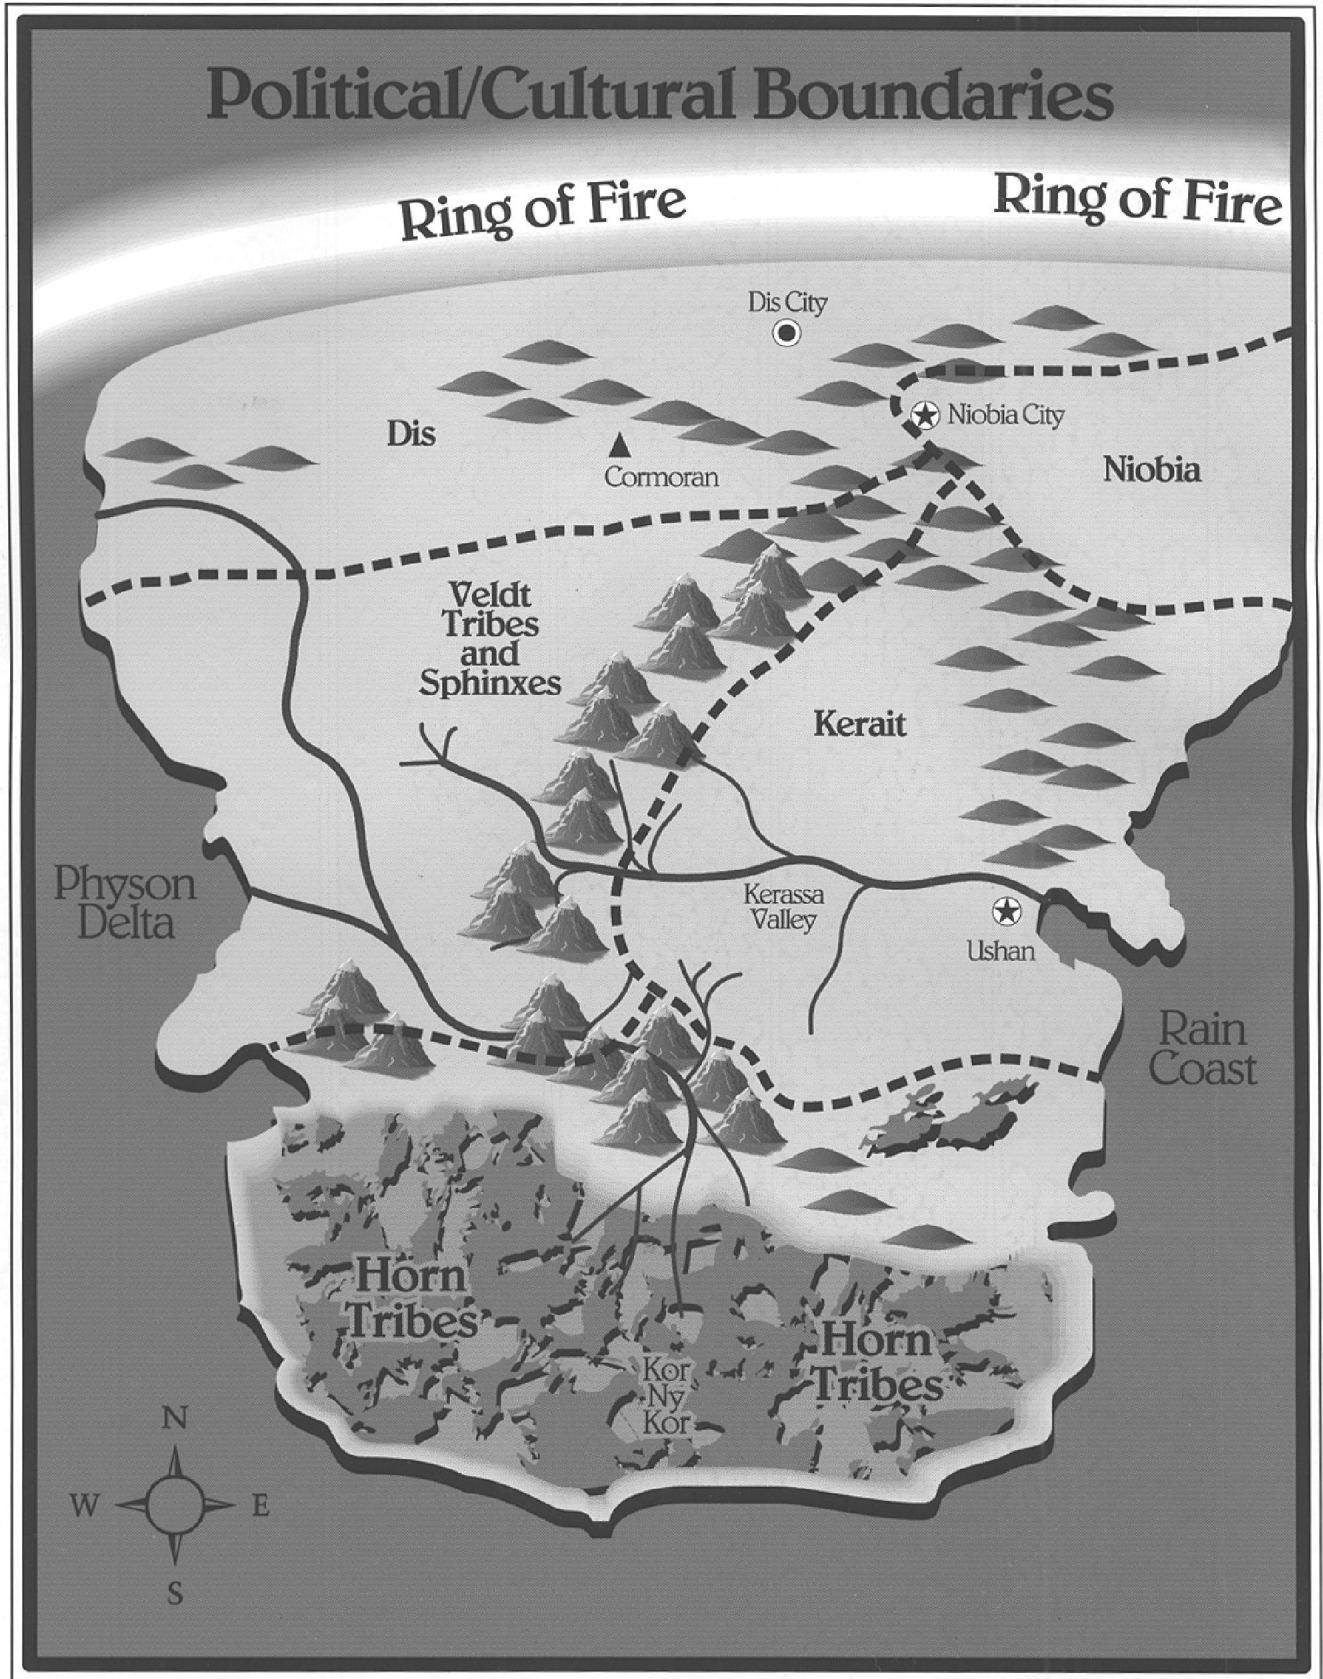 Political/Cultural Boundaries
Ring of Fire
Ring of Fire
Dis City
Niobia City
Dis
Cormoran
Niobia
Veldt
Tribes
and
Sphinxes
Kerait
Physon
Delta
Kerassa
Valley
Ushan
Rain
Coast
Horn
Tribes
Horn
Tribes
Kor
Ny
Kor
N
W
E
S